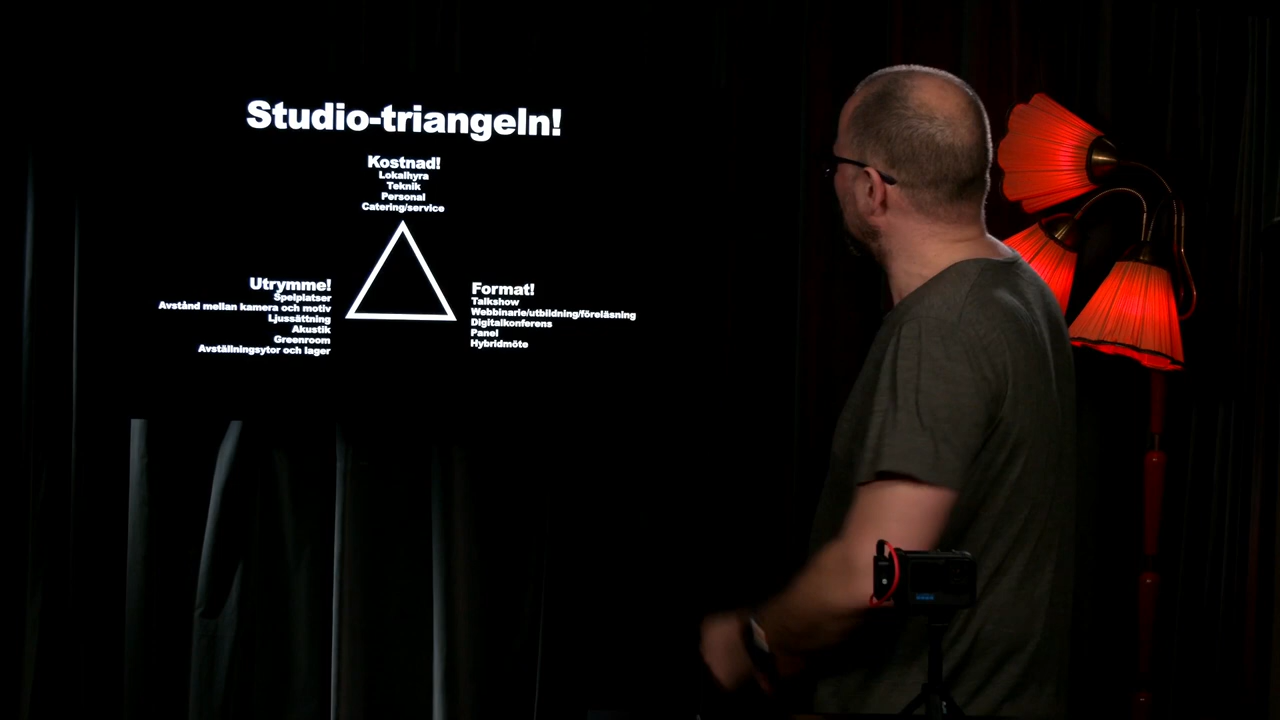 Studio-triangeln!
Kostnad!
Lokalhyra
Teknik
Personal
Catering/service
Utrymme!
Spelplatser
Avstånd mellan kamera och motiv
Ljussättning
Akustik
Greenroom
Avställningsytor och lager
Format!
Talkshow
Webbinarie/utbildning/föreläsning
Digitalkonferens
Panel
Hybridmöte